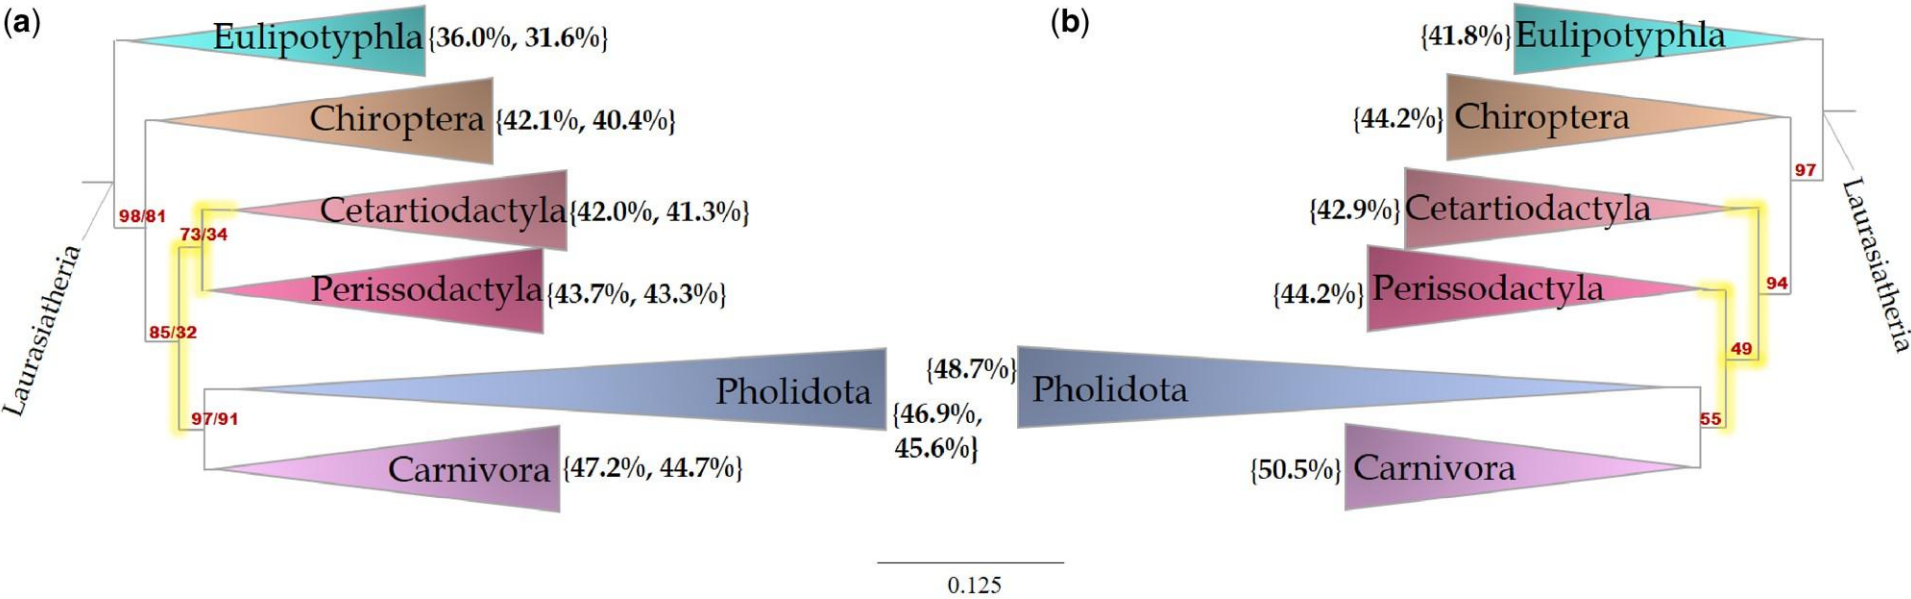 (a)
Eulipotyphla {36.0%, 31.6%}
Chiroptera {42.1%, 40.4%}
98/81
Cetartiodactyla {42.0%, 41.3%}
73/34
Perissodactyla {43.7%, 43.3%}
Laurasiatheria
85/32
Pholidota {46.9%,
45.6%}
97/91
Carnivora {47.2%, 44.7%}
(b)
{41.8%} Eulipotyphla
{44.2%} Chiroptera
97
{42.9%} Cetartiodactyla
Laurasiatheria
94
{44.2%} Perissodactyla
49
{48.7%} Pholidota
55
{50.5%} Carnivora
0.125